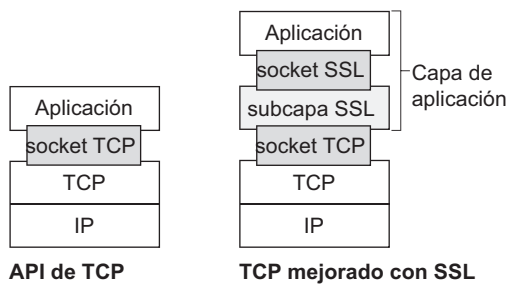 Aplicación
socket TCP
TCP
IP
API de TCP
Aplicación
socket SSL
subcapa SSL
socket TCP
TCP
IP
Capa de
aplicación
TCP mejorado con SSL